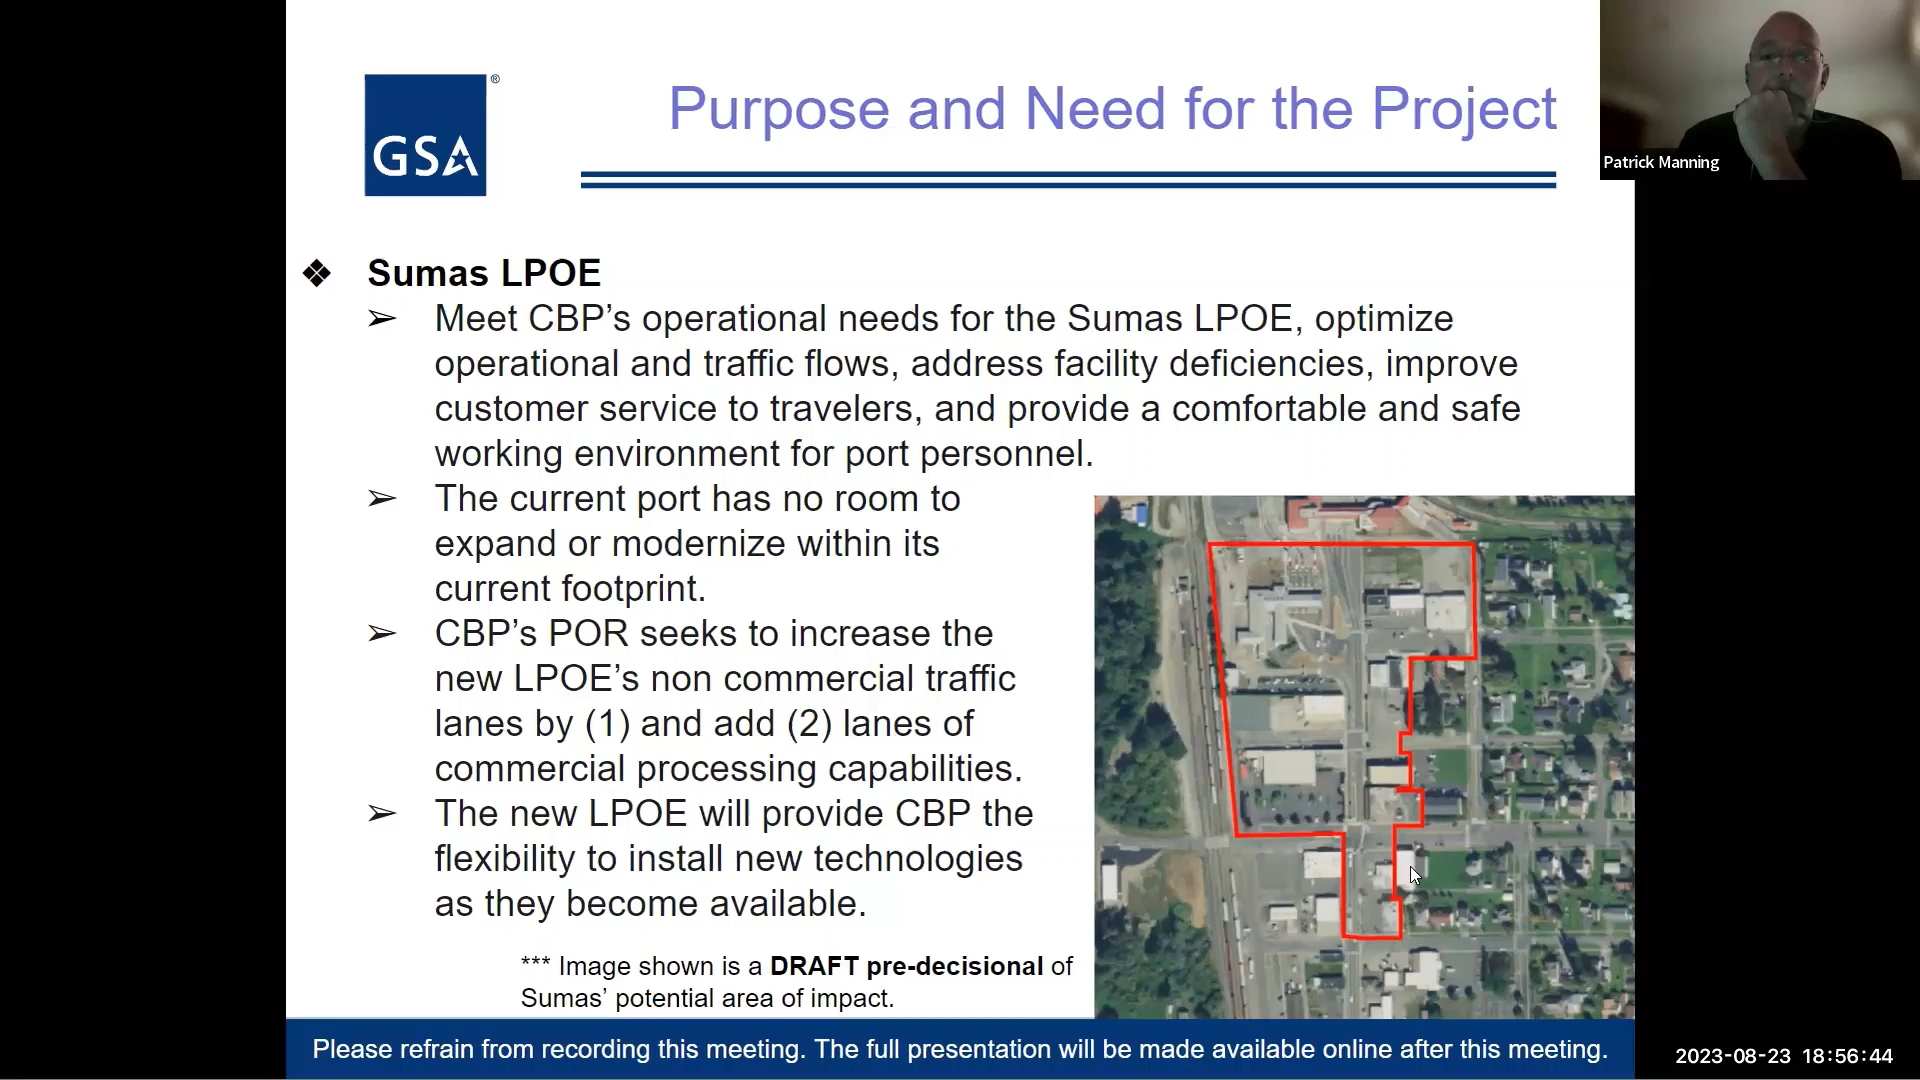 GSA ®
Purpose and Need for the Project
Patrick Manning
❖ Sumas LPOE
➢ Meet CBP’s operational needs for the Sumas LPOE, optimize
operational and traffic flows, address facility deficiencies, improve
customer service to travelers, and provide a comfortable and safe
working environment for port personnel.
➢ The current port has no room to
expand or modernize within its
current footprint.
➢ CBP’s POR seeks to increase the
new LPOE’s non commercial traffic
lanes by (1) and add (2) lanes of
commercial processing capabilities.
➢ The new LPOE will provide CBP the
flexibility to install new technologies
as they become available.
*** Image shown is a DRAFT pre-decisional of
Sumas’ potential area of impact.
Please refrain from recording this meeting. The full presentation will be made available online after this meeting.
2023-08-23 18:56:44